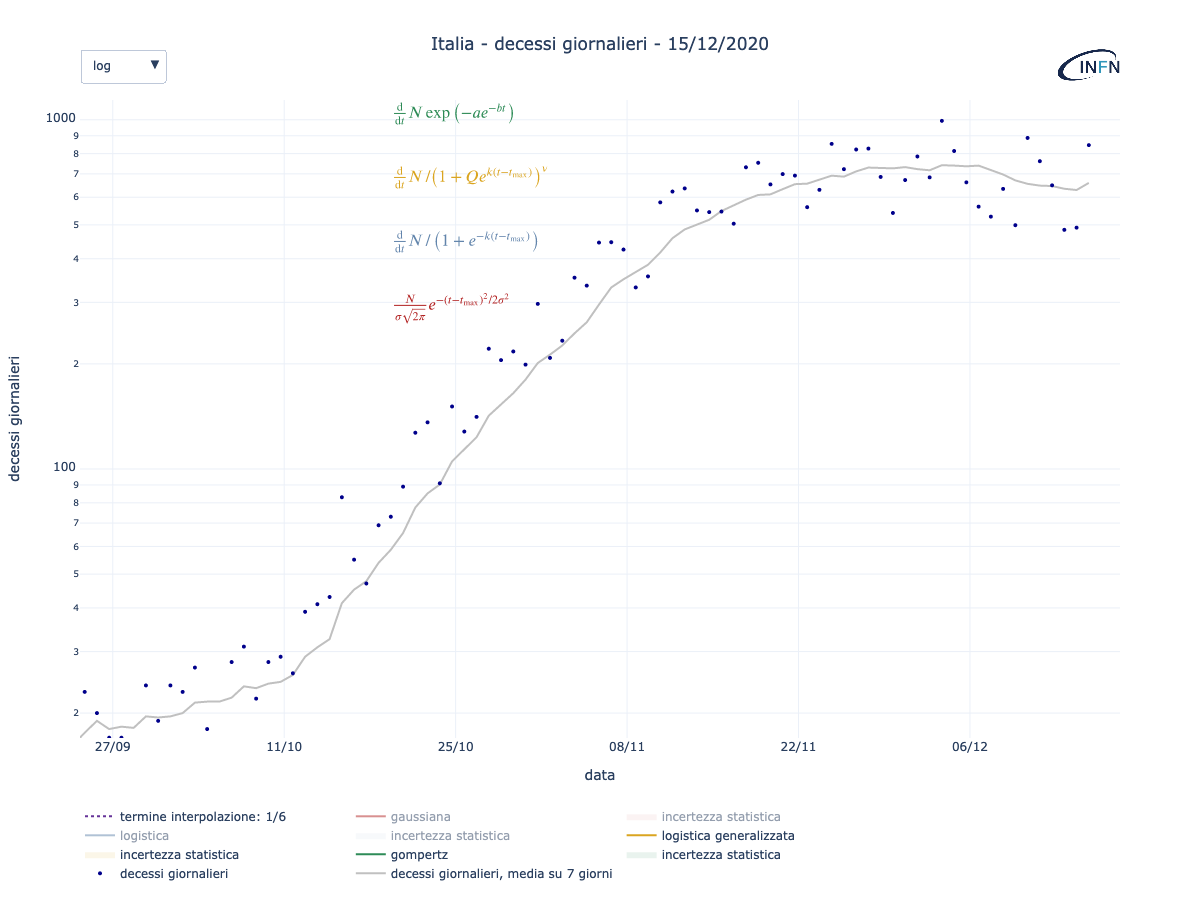 Italia - decessi giornalieri - 15/12/2020
log ▼
INFN
d/dt N exp (−ae^{−bt})
d/dt N /(1 + Qe^{k(t−t_max)})^ν
d/dt N / (1 + e^{−k(t−t_max)})
N/(σ√2π) e^{−(t−t_max)²/2σ²}
decessi giornalieri
1000
9
8
7
6
5
4
3
2
100
9
8
7
6
5
4
3
2
27/09 11/10 25/10 08/11 22/11 06/12
data
termine interpolazione: 1/6 gaussiana incertezza statistica
logistica incertezza statistica logistica generalizzata
incertezza statistica gompertz incertezza statistica
decessi giornalieri decessi giornalieri, media su 7 giorni